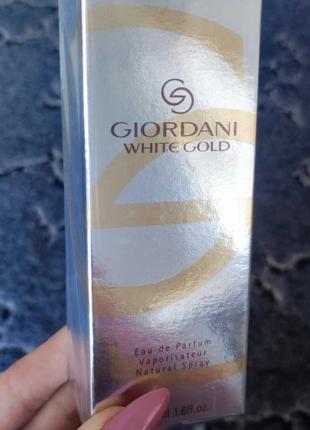 GIORDANI
WHITE GOLD
Eau de Parfum
Vaporisateur
Natural Spray
1.6fl.oz.